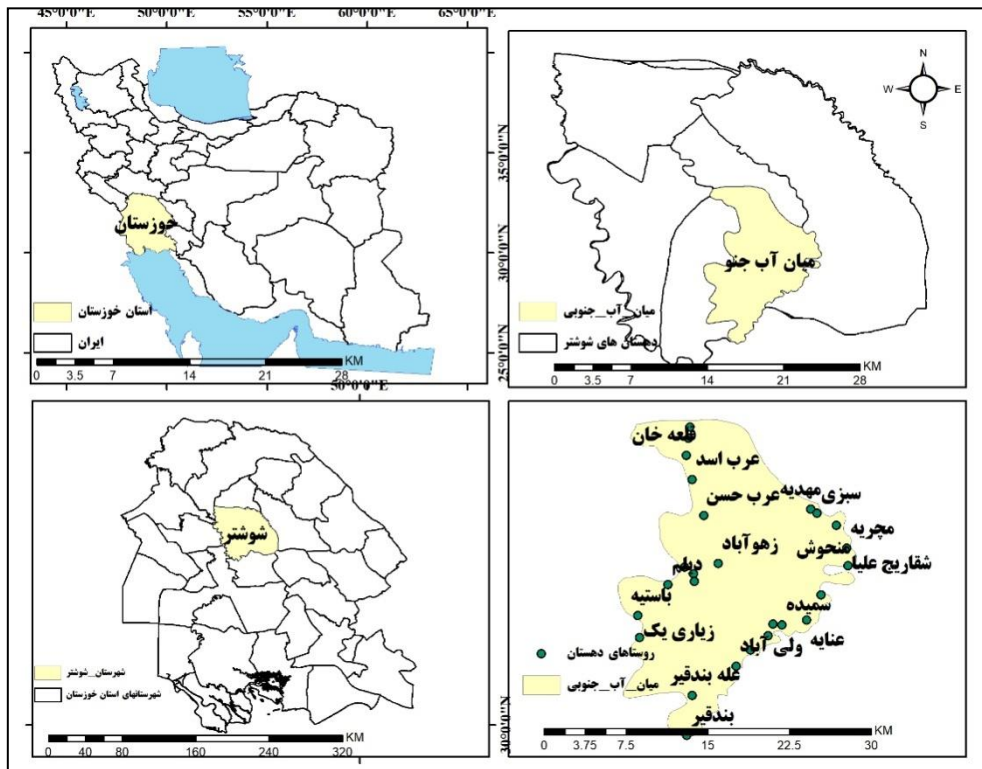 45°0'0"E 50°0'0"E 55°0'0"E 60°0'0"E 65°0'0"E
خوزستان
استان خوزستان
ایران
KM
0 3.5 7 14 21 28
50°0'0"E
35°0'0"N
30°0'0"N
25°0'0"N
N
W E
S
میان آب جنو
میان_آب_جنوبی
دهستان های شوشتر
KM
0 3.5 7 14 21 28
شوشتر
شهرستان_شوشتر
شهرستانهای استان خوزستان
KM
0 40 80 160 240 320
30°0'0"N
قلعه خان
عرب اسد
مهدیه سبزی
عرب حسن
مچریه
منحوش
زهوآباد
شقاریج علیا
دیلم
باستیه
سمیده
عنایه
زیاری یک
ولی آباد
روستاهای دهستان
عله بندقیر
میان_آب_جنوبی
بندقیر
KM
0 3.75 7.5 15 22.5 30